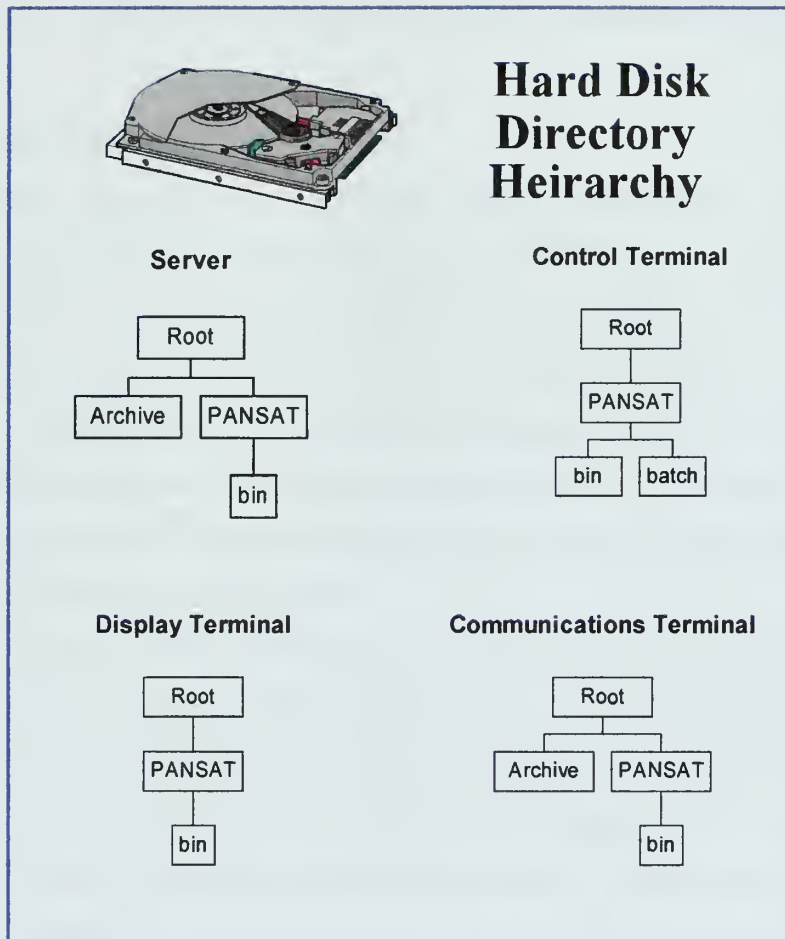 Hard Disk
Directory
Heirarchy
Server
Root
Archive PANSAT
bin
Control Terminal
Root
PANSAT
bin batch
Display Terminal
Root
PANSAT
bin
Communications Terminal
Root
Archive PANSAT
bin